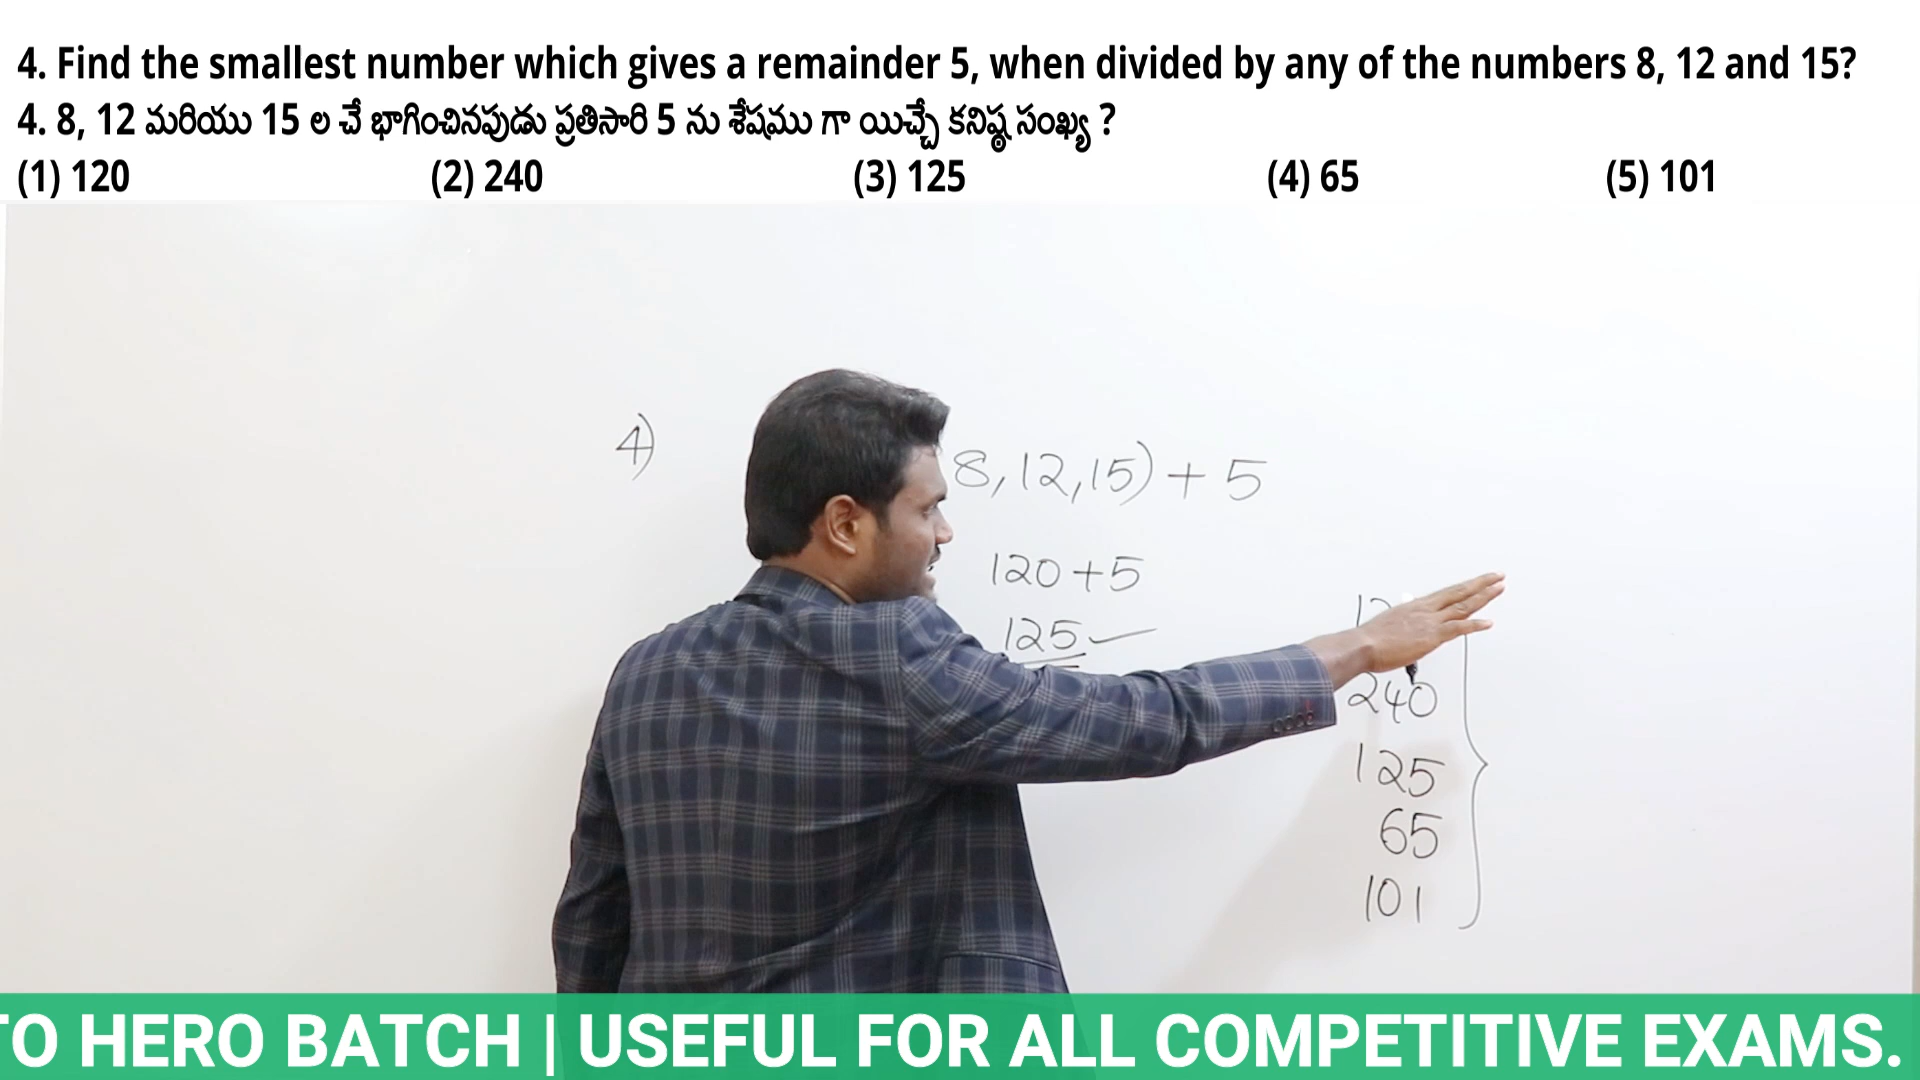 4. Find the smallest number which gives a remainder 5, when divided by any of the numbers 8, 12 and 15?
4. 8, 12 మరియు 15 ల చే భాగించినపుడు ప్రతిసారి 5 ను శేషము గా యిచ్చే కనిష్ఠ సంఖ్య ?
(1) 120 (2) 240 (3) 125 (4) 65 (5) 101
4) 8, 12, 15) + 5
120 + 5
125
240
125
65
101
TO HERO BATCH | USEFUL FOR ALL COMPETITIVE EXAMS.